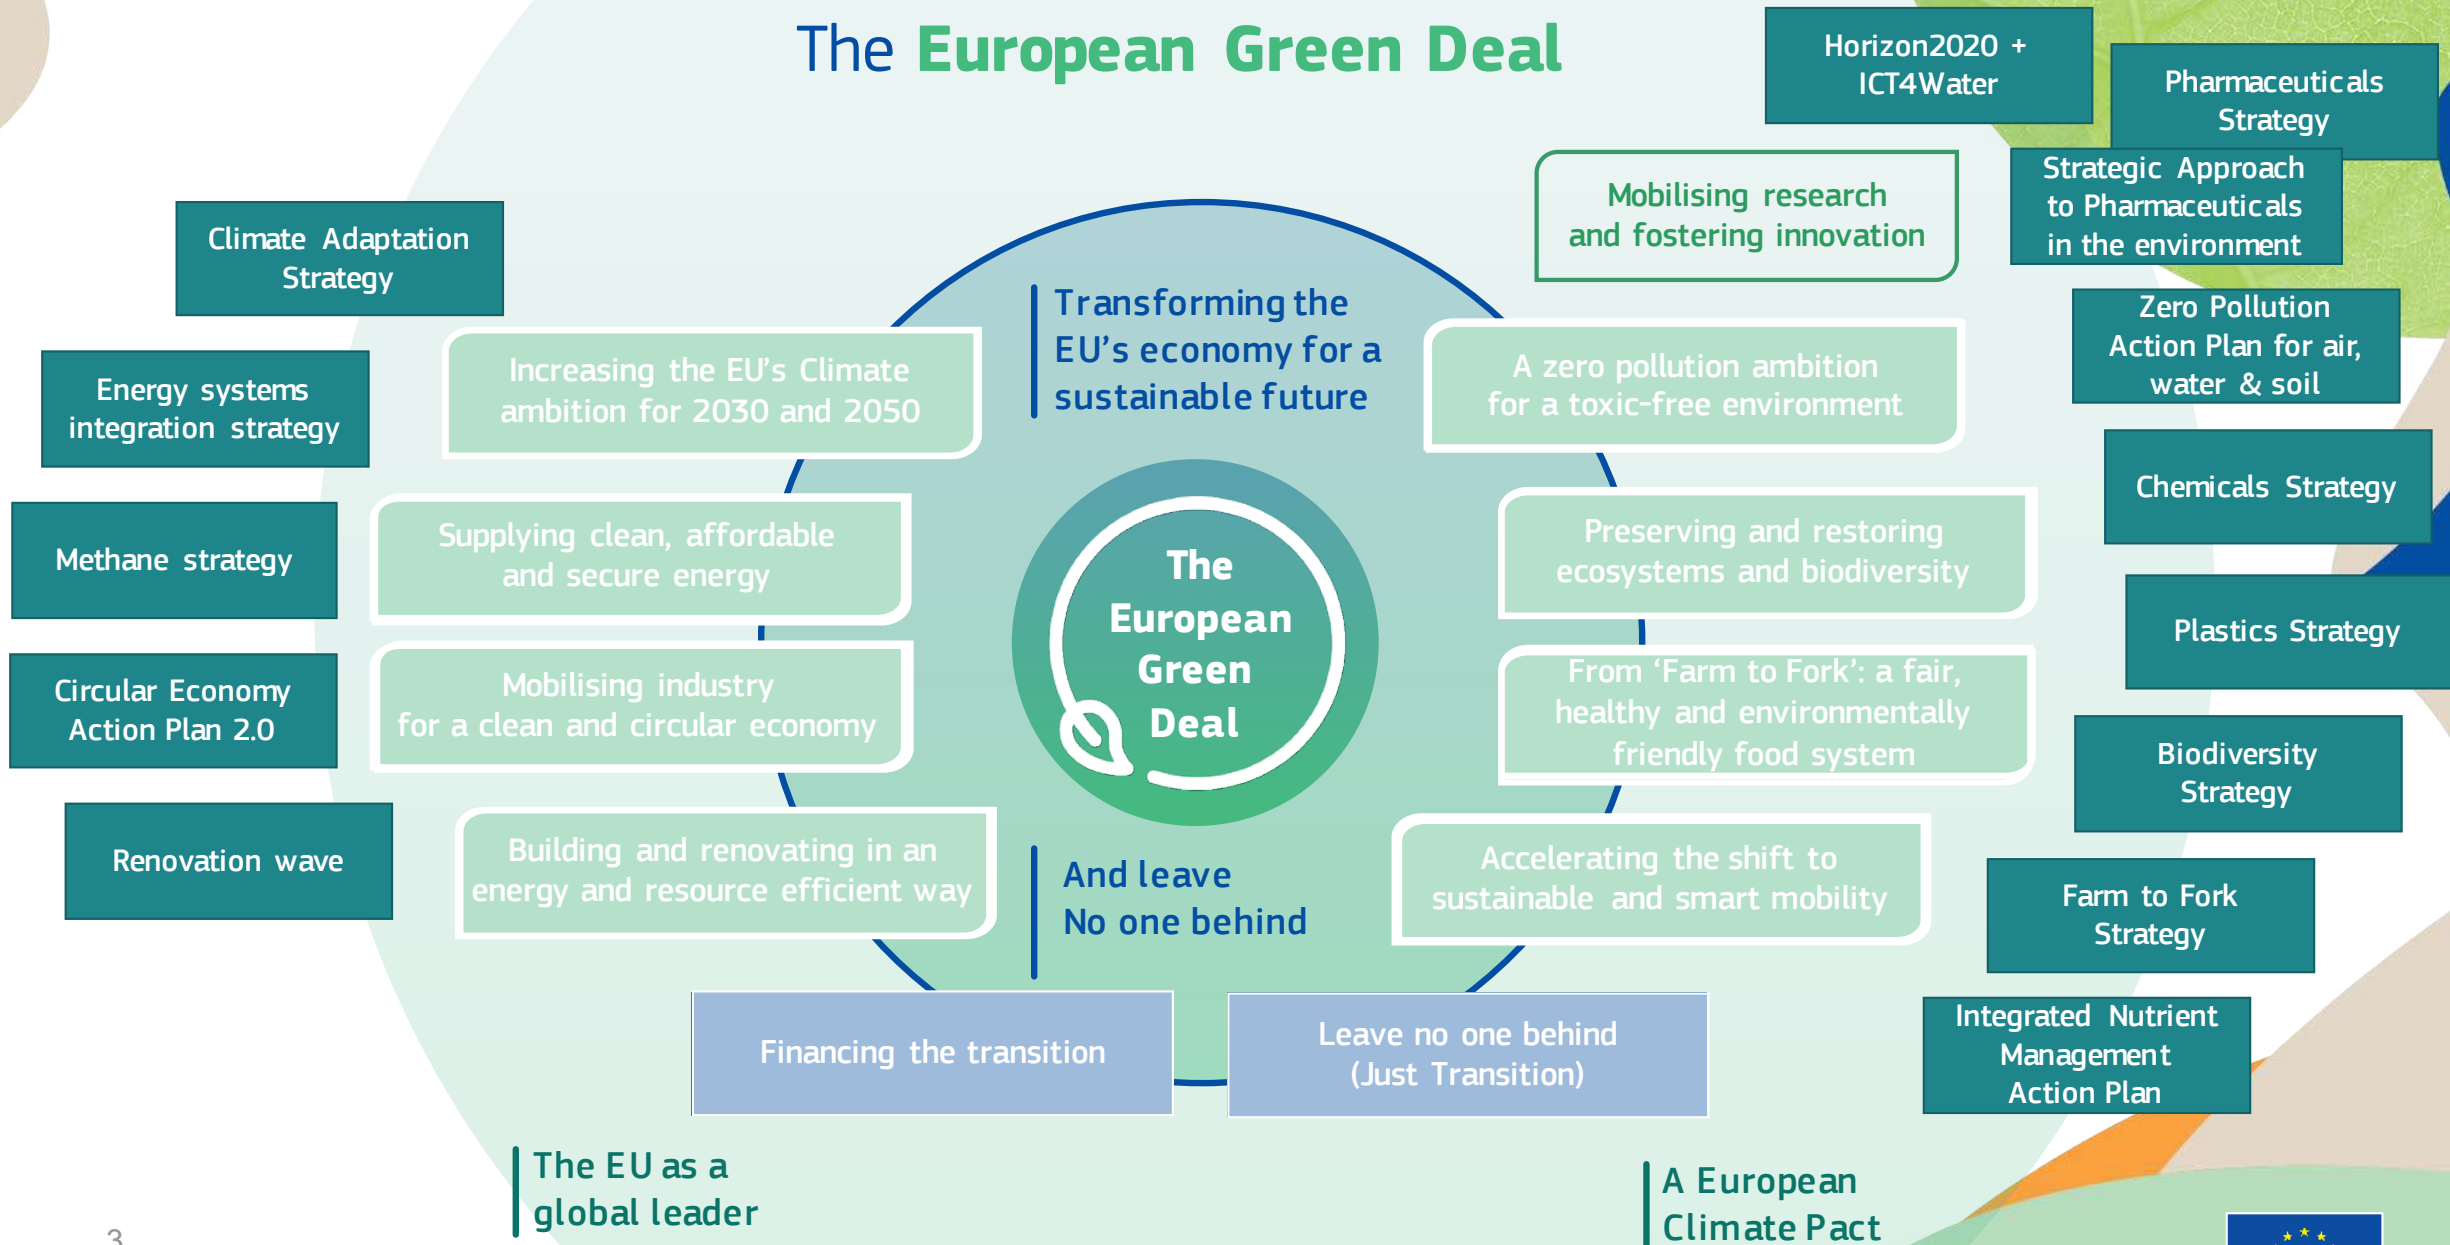 The European Green Deal
Horizon2020 +
ICT4Water
Pharmaceuticals
Strategy
Strategic Approach
to Pharmaceuticals
in the environment
Mobilising research
and fostering innovation
Climate Adaptation
Strategy
Transforming the
EU's economy for a
sustainable future
Zero Pollution
Action Plan for air,
water & soil
Energy systems
integration strategy
Increasing the EU's Climate
ambition for 2030 and 2050
A zero pollution ambition
for a toxic-free environment
Chemicals Strategy
Methane strategy
Supplying clean, affordable
and secure energy
The
European
Green
Deal
Preserving and restoring
ecosystems and biodiversity
Plastics Strategy
Circular Economy
Action Plan 2.0
Mobilising industry
for a clean and circular economy
From ‘Farm to Fork’: a fair,
healthy and environmentally
friendly food system
Biodiversity
Strategy
Renovation wave
Building and renovating in an
energy and resource efficient way
And leave
No one behind
Accelerating the shift to
sustainable and smart mobility
Farm to Fork
Strategy
Financing the transition
Leave no one behind
(Just Transition)
Integrated Nutrient
Management
Action Plan
The EU as a
global leader
A European
Climate Pact
3